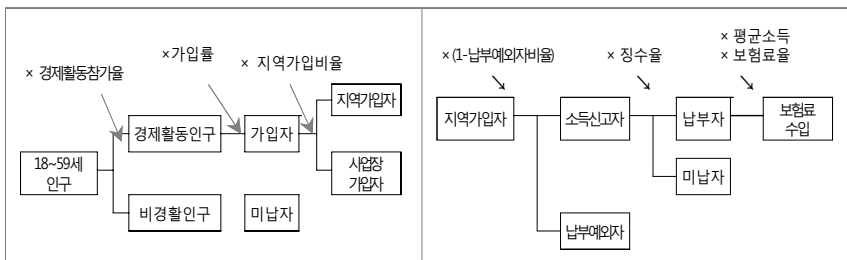 × 경제활동참가율
×가입률
× 지역가입비율
18~59세
인구
경제활동인구
비경활인구
가입자
미납자
지역가입자
사업장
가입자
×(1-납부예외자비율)
× 징수율
× 평균소득
× 보험료율
지역가입자
소득신고자
납부예외자
납부자
미납자
보험료
수입